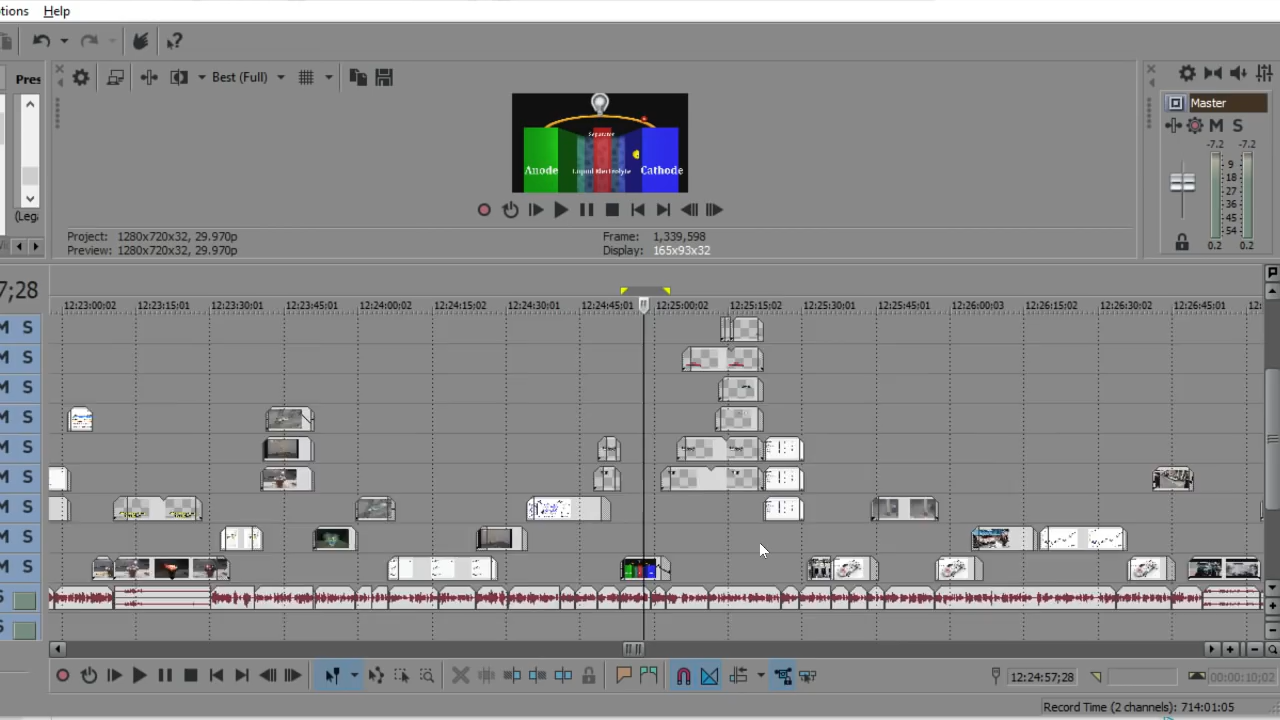 tions Help
Pres
Best (Full)
Master
M S
-7.2 -7.2
9
18
27
36
45
54
0.2 0.2
Separator
Anode Liquid Electrolyte Cathode
(Leg
Project: 1280x720x32, 29.970p
Preview: 1280x720x32, 29.970p
Frame: 1,339,598
Display: 165x93x32
7;28
12:23:00;02 12:23:15;01 12:23:30;01 12:23:45;01 12:24:00;02 12:24:15;02 12:24:30;01 12:24:45;01 12:25:00;02 12:25:15;02 12:25:30;01 12:25:45;01 12:26:00;03 12:26:15;02 12:26:30;02 12:26:45;01 12:
M S
M S
M S
M S
M S
M S
M S
M S
M S
S
S
12:24:57;28
00:00:10;02
Record Time (2 channels): 714:01:05